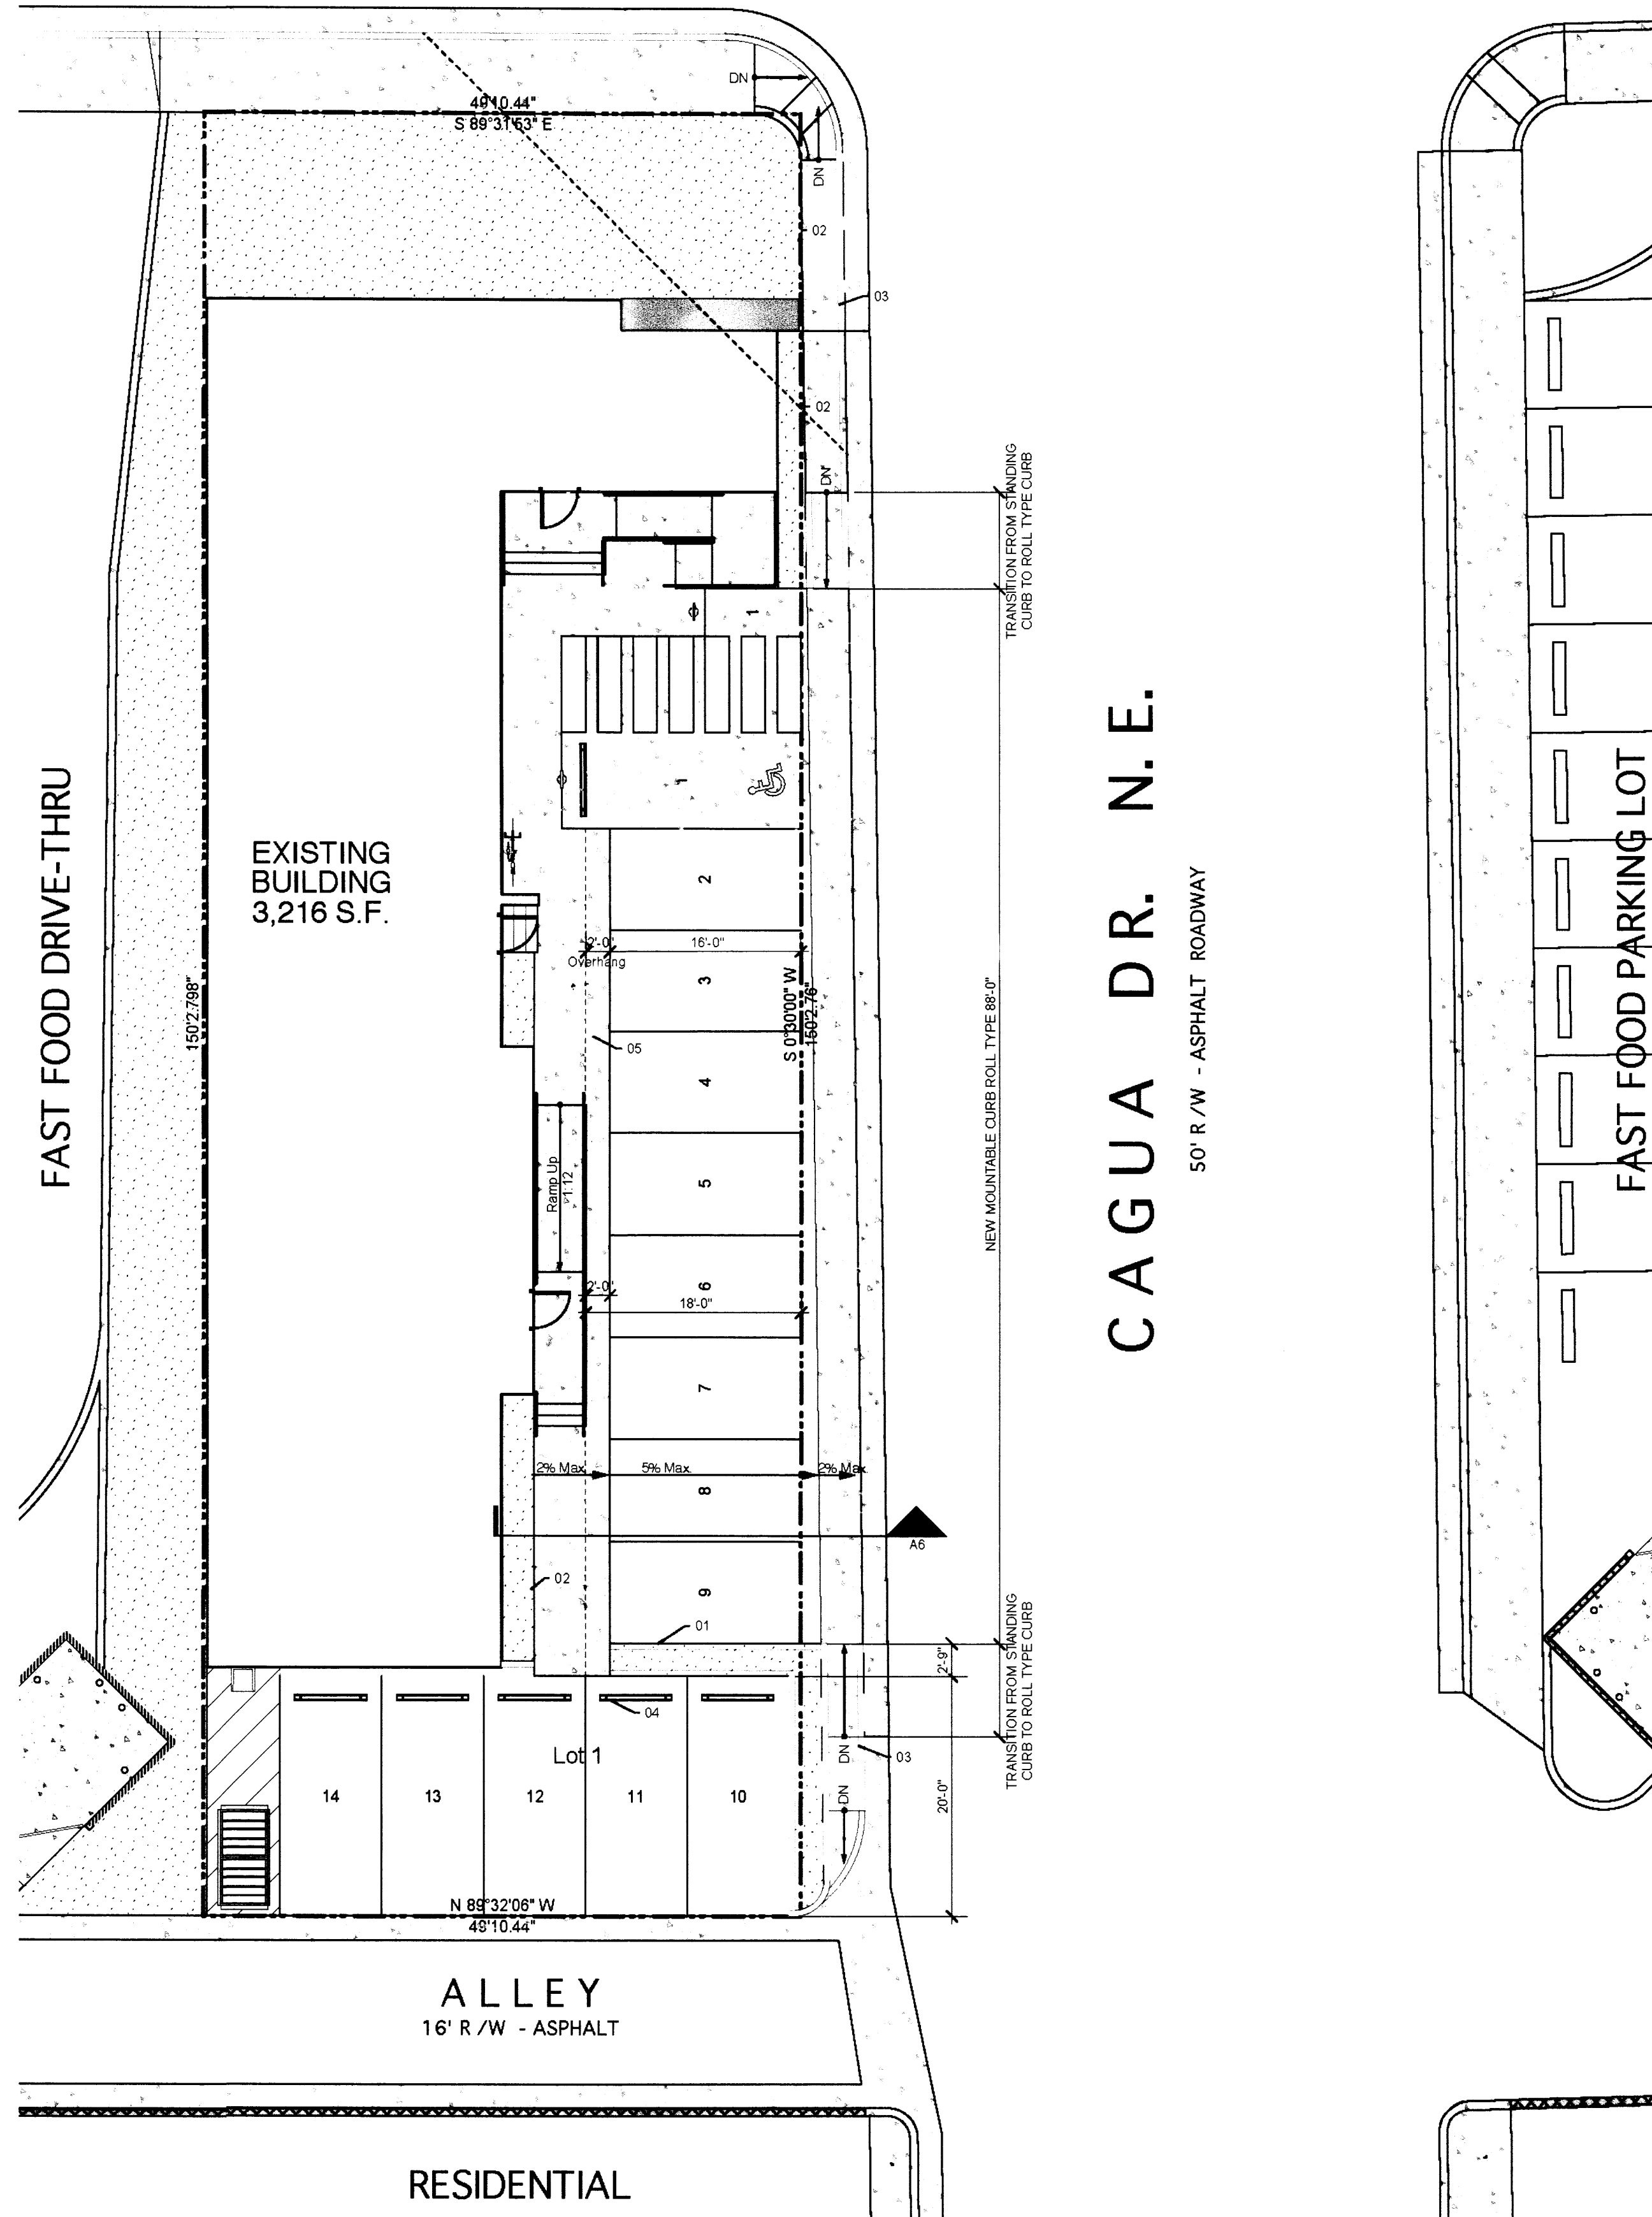 49'10.44"
S 89°31'53" E
DN
DN
02
03
02
DN
TRANSITION FROM STANDING
CURB TO ROLL TYPE CURB
1
1
FAST FOOD DRIVE-THRU
EXISTING
BUILDING
3,216 S.F.
150'2.798"
2
2'-0"
16'-0"
Overhang
3
S 0°30'00" W
150'2.76"
05
4
NEW MOUNTABLE CURB ROLL TYPE 88'-0"
CAGUA DR. N.E.
50' R/W - ASPHALT ROADWAY
FAST FOOD PARKING LOT
Ramp Up
1:12
5
2'-0"
6
18'-0"
7
2% Max
5% Max
2% Max
8
A6
02
9
01
TRANSITION FROM STANDING
CURB TO ROLL TYPE CURB
2'-9"
04
Lot 1
DN
03
DN
20'-0"
14
13
12
11
10
N 89°32'06" W
49'10.44"
ALLEY
16' R/W - ASPHALT
RESIDENTIAL